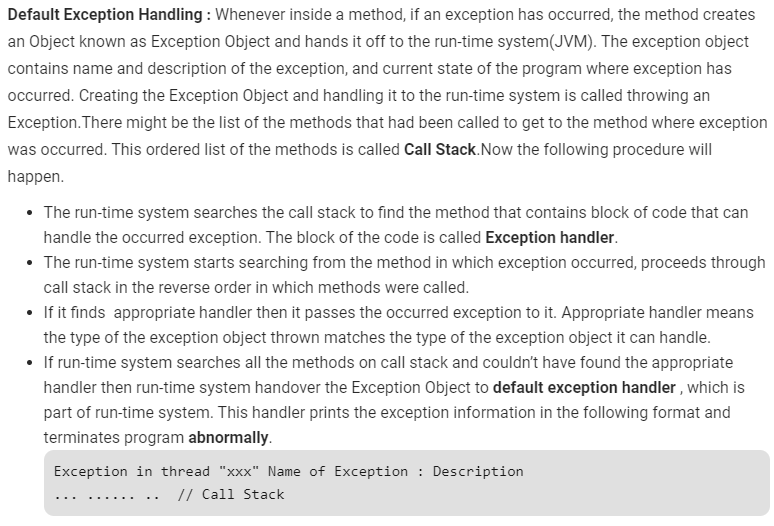 Default Exception Handling : Whenever inside a method, if an exception has occurred, the method creates
an Object known as Exception Object and hands it off to the run-time system(JVM). The exception object
contains name and description of the exception, and current state of the program where exception has
occurred. Creating the Exception Object and handling it to the run-time system is called throwing an
Exception.There might be the list of the methods that had been called to get to the method where exception
was occurred. This ordered list of the methods is called Call Stack.Now the following procedure will
happen.
• The run-time system searches the call stack to find the method that contains block of code that can
handle the occurred exception. The block of the code is called Exception handler.
• The run-time system starts searching from the method in which exception occurred, proceeds through
call stack in the reverse order in which methods were called.
• If it finds appropriate handler then it passes the occurred exception to it. Appropriate handler means
the type of the exception object thrown matches the type of the exception object it can handle.
• If run-time system searches all the methods on call stack and couldn't have found the appropriate
handler then run-time system handover the Exception Object to default exception handler , which is
part of run-time system. This handler prints the exception information in the following format and
terminates program abnormally.
Exception in thread "xxx" Name of Exception : Description
... ...... .. // Call Stack